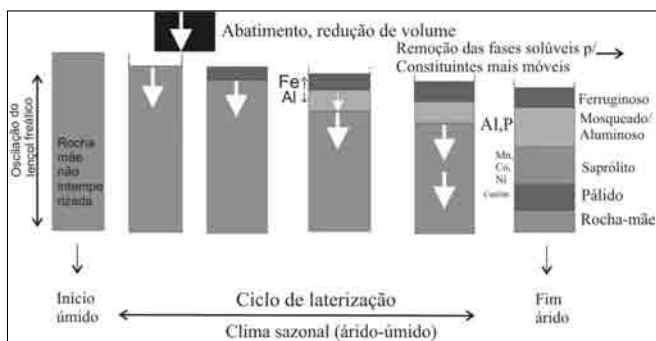 Abatimento, redução de volume
Remoção das fases solúveis p/
Constituintes mais móveis
Oscilação do
lençol freático
Rocha
mãe não
intempe
rizada
Fe↑
Al↓
Al,P
Mn,
Co,
Ni
Ferruginoso
Mosqueado/
Aluminoso
Saprólito
Pálido
Rocha-mãe
Início
úmido
Ciclo de laterização
Clima sazonal (árido-úmido)
Fim
árido